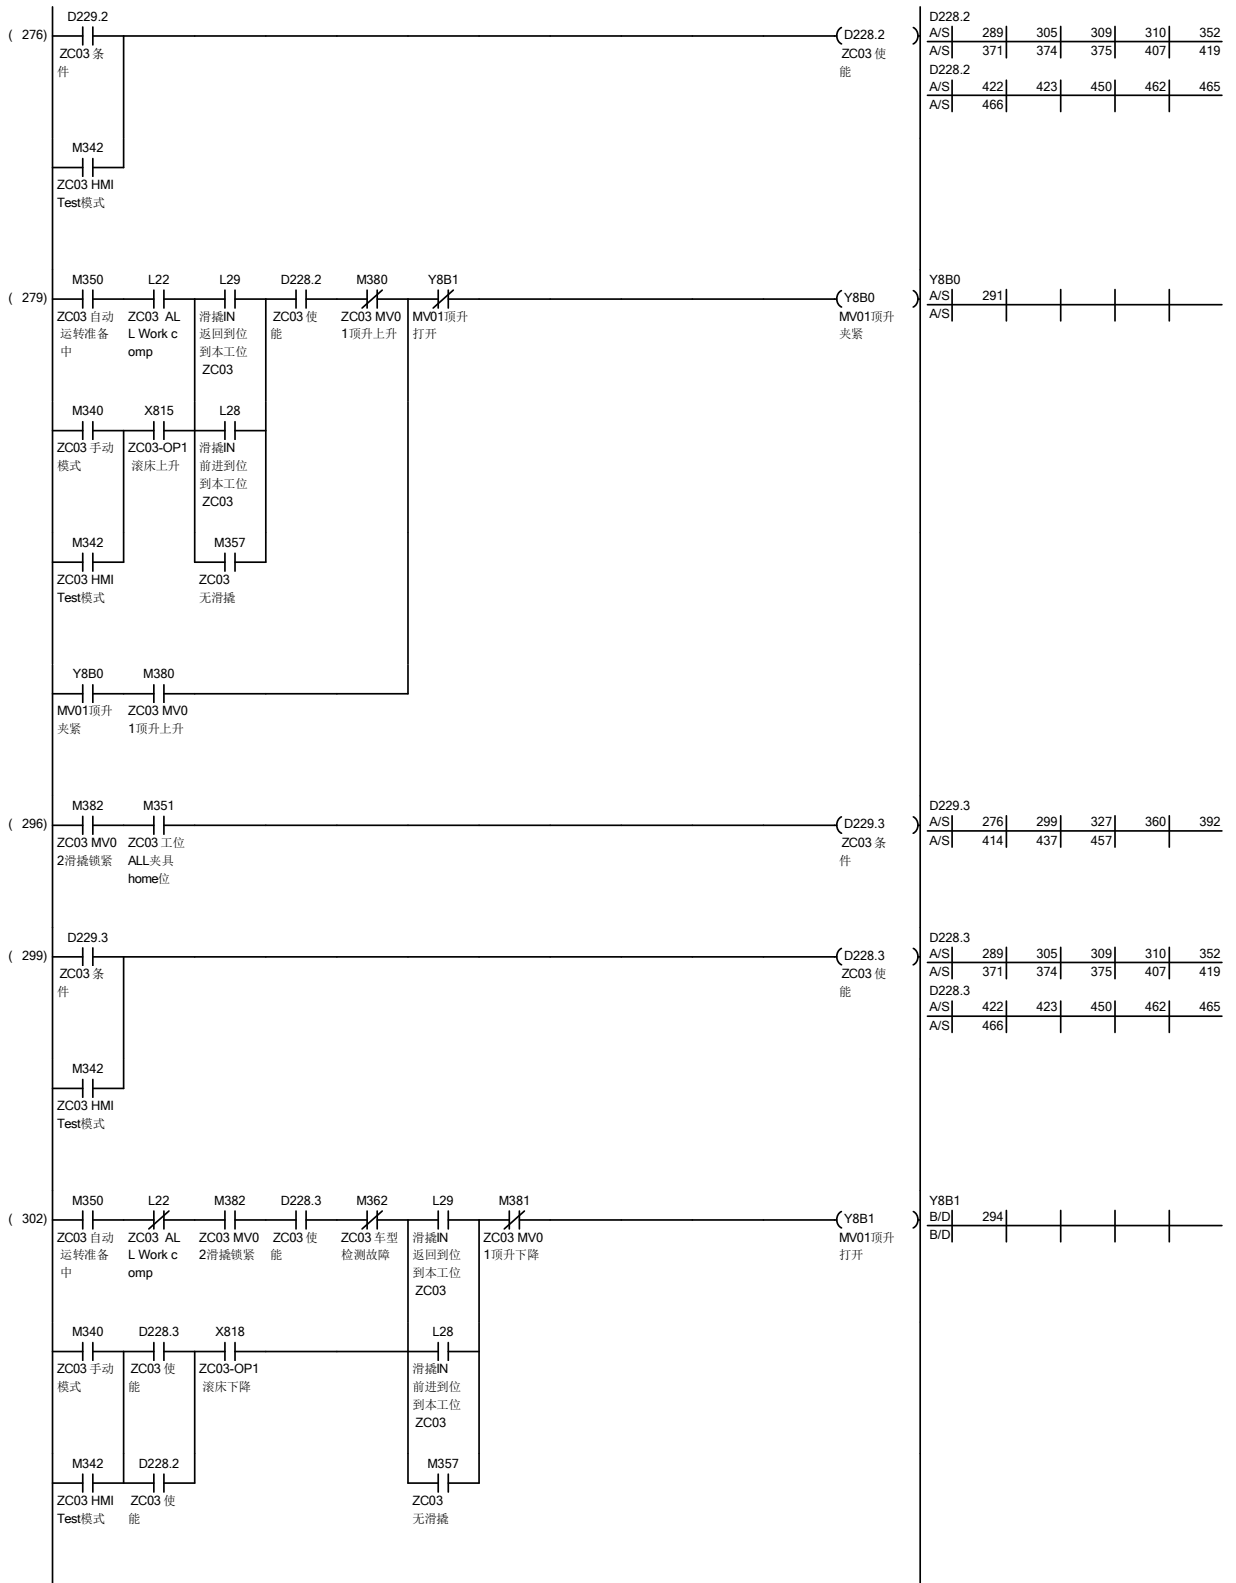 D229.2
( 276)
ZC03 条
件
(D228.2 )
ZC03 使
能
D228.2
A/S 289 305 309 310 352
A/S 371 374 375 407 419
D228.2
A/S 422 423 450 462 465
A/S 466
M342
ZC03 HMI
Test模式
M350 L22 L29 D228.2 M380 Y8B1
( 279)
(Y8B0 )
ZC03 自动 ZC03 AL 滑撬IN ZC03 使 ZC03 MV0 MV01顶升
运转准备 L Work c 返回到位 能 1顶升上升 打开
中 omp 到本工位
ZC03
MV01顶升
夹紧
Y8B0
A/S 291
A/S
M340 X815 L28
ZC03 手动 ZC03-OP1 滑撬IN
模式 滚床上升 前进到位
到本工位
ZC03
M342 M357
ZC03 HMI ZC03
Test模式 无滑撬
Y8B0 M380
MV01顶升 ZC03 MV0
夹紧 1顶升上升
M382 M351
( 296)
ZC03 MV0 ZC03 工位
2滑撬锁紧 ALL夹具
home位
(D229.3 )
ZC03 条
件
D229.3
A/S 276 299 327 360 392
A/S 414 437 457
D229.3
( 299)
ZC03 条
件
(D228.3 )
ZC03 使
能
D228.3
A/S 289 305 309 310 352
A/S 371 374 375 407 419
D228.3
A/S 422 423 450 462 465
A/S 466
M342
ZC03 HMI
Test模式
M350 L22 M382 D228.3 M362 L29 M381
( 302)
(Y8B1 )
ZC03 自动 ZC03 AL ZC03 MV0 ZC03 使 ZC03 车型 滑撬IN ZC03 MV0
运转准备 L Work c 2滑撬锁紧 能 检测故障 返回到位 1顶升下降
中 omp 到本工位
ZC03
MV01顶升
打开
Y8B1
B/D 294
B/D
M340 D228.3 X818 L28
ZC03 手动 ZC03 使 ZC03-OP1 滑撬IN
模式 能 滚床下降 前进到位
到本工位
ZC03
M342 D228.2 M357
ZC03 HMI ZC03 使 ZC03
Test模式 能 无滑撬